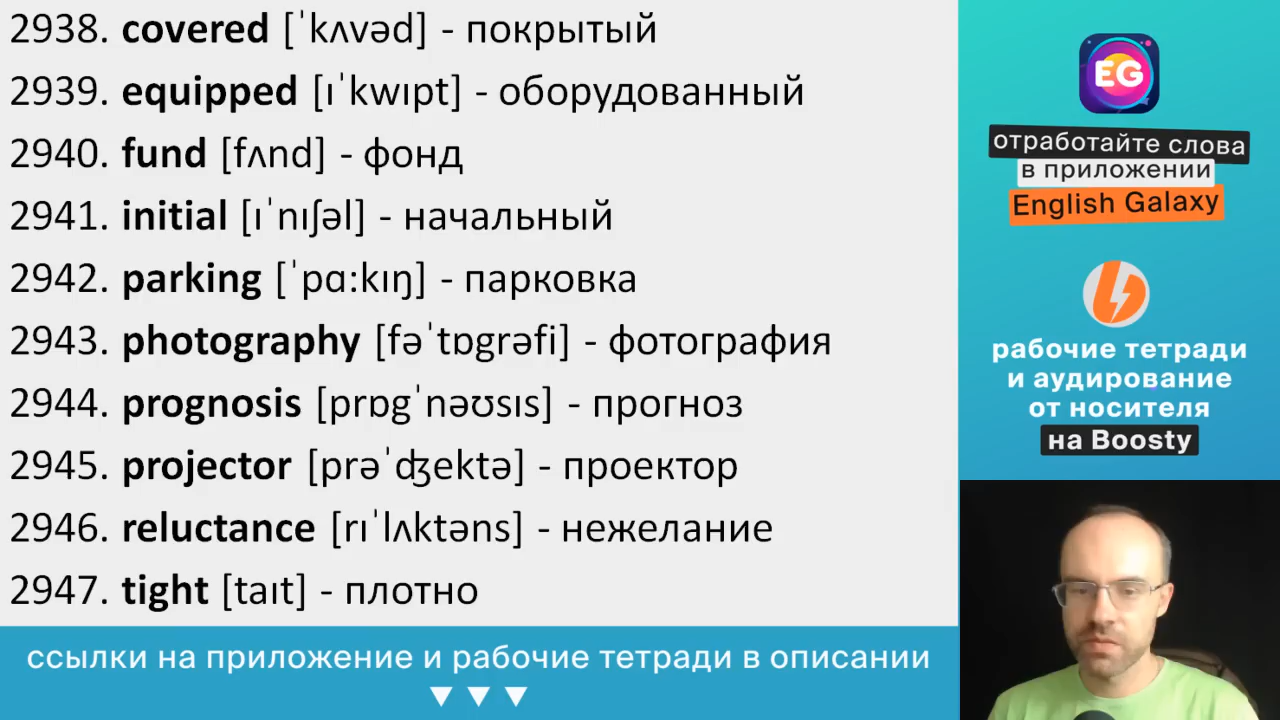 2938. covered [ˈkʌvəd] - покрытый
2939. equipped [ɪˈkwɪpt] - оборудованный
2940. fund [fʌnd] - фонд
2941. initial [ɪˈnɪʃəl] - начальный
2942. parking [ˈpɑ:kɪŋ] - парковка
2943. photography [fəˈtɒgrəfi] - фотография
2944. prognosis [prɒgˈnəʊsɪs] - прогноз
2945. projector [prəˈʤektə] - проектор
2946. reluctance [rɪˈlʌktəns] - нежелание
2947. tight [taɪt] - плотно
ссылки на приложение и рабочие тетради в описании
EG
отработайте слова
в приложении
English Galaxy
рабочие тетради
и аудирование
от носителя
на Boosty